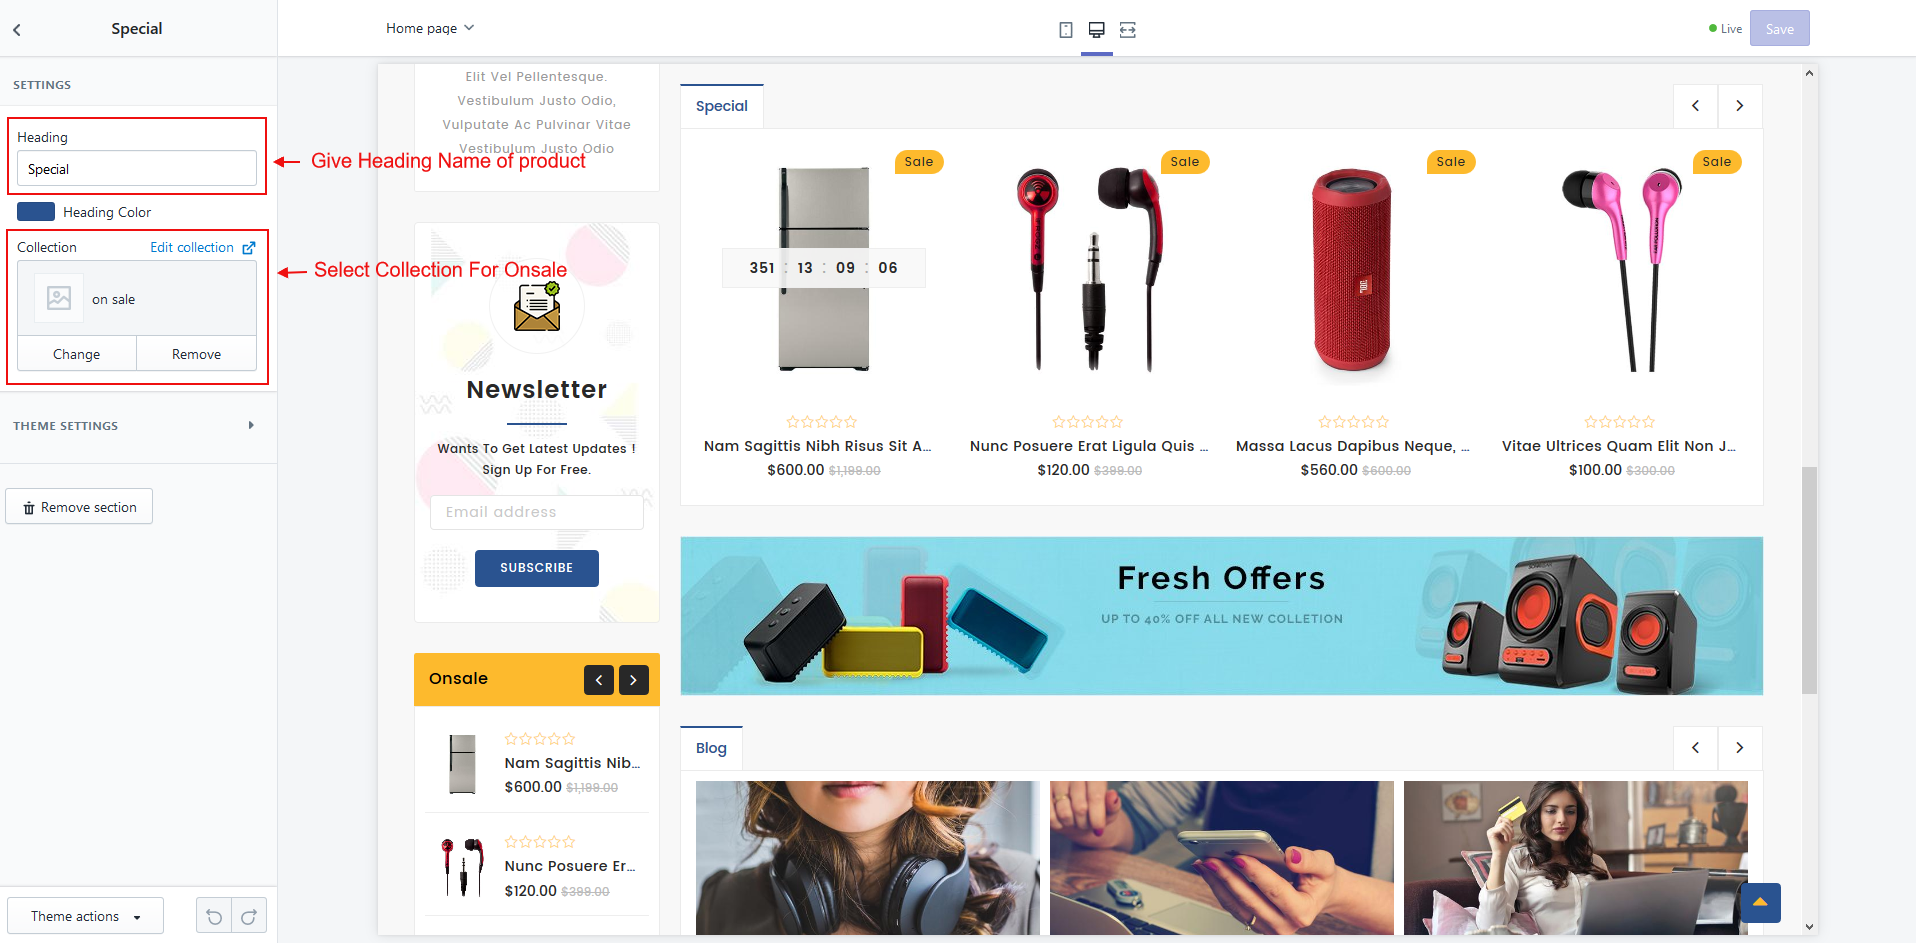 Special
Home page
Live
Save
SETTINGS
Heading
Special
Heading Color
Collection
Edit collection
on sale
Change
Remove
THEME SETTINGS
Remove section
Theme actions
Give Heading Name of product
Select Collection For Onsale
Elit Vel Pellentesque.
Vestibulum Justo Odio,
Vulputate Ac Pulvinar Vitae
Vestibulum Justo Odio
Newsletter
Wants To Get Latest Updates !
Sign Up For Free.
Email address
SUBSCRIBE
Onsale
Nam Sagittis Nib...
$600.00 $1,199.00
Nunc Posuere Er...
$120.00 $399.00
Special
Sale
Sale
Sale
Sale
351 : 13 : 09 : 06
JBL
Nam Sagittis Nibh Risus Sit A...
$600.00 $1,199.00
Nunc Posuere Erat Ligula Quis ...
$120.00 $399.00
Massa Lacus Dapibus Neque, ...
$560.00 $600.00
Vitae Ultrices Quam Elit Non J...
$100.00 $300.00
Fresh Offers
UP TO 40% OFF ALL NEW COLLETION
Blog